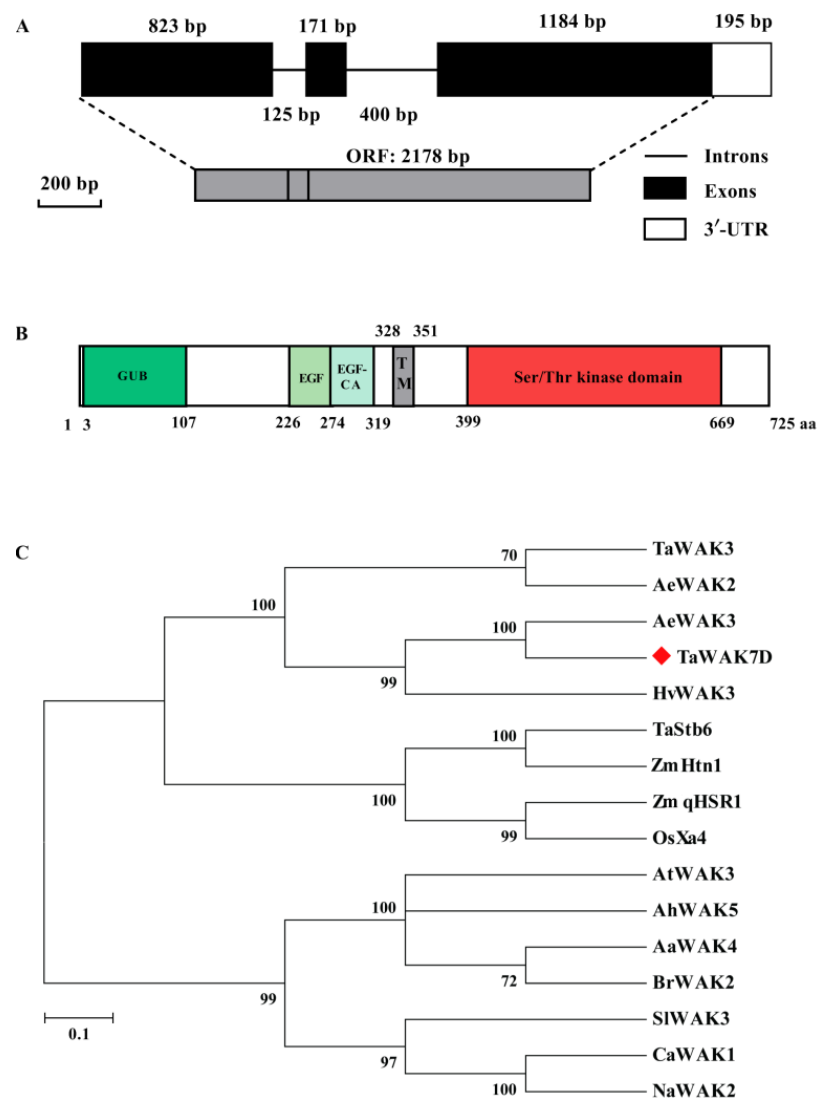 A
823 bp
171 bp
1184 bp
195 bp
125 bp
400 bp
ORF: 2178 bp
200 bp
Introns
Exons
3′-UTR
B
328
351
GUB
EGF
EGF-
CA
T
M
Ser/Thr kinase domain
1
3
107
226
274
319
399
669
725 aa
C
TaWAK3
70
AeWAK2
100
AeWAK3
100
TaWAK7D
99
HvWAK3
TaStb6
100
ZmHtn1
100
Zm qHSR1
99
OsXa4
AtWAK3
100
AhWAK5
AaWAK4
72
BrWAK2
99
SlWAK3
97
CaWAK1
100
NaWAK2
0.1